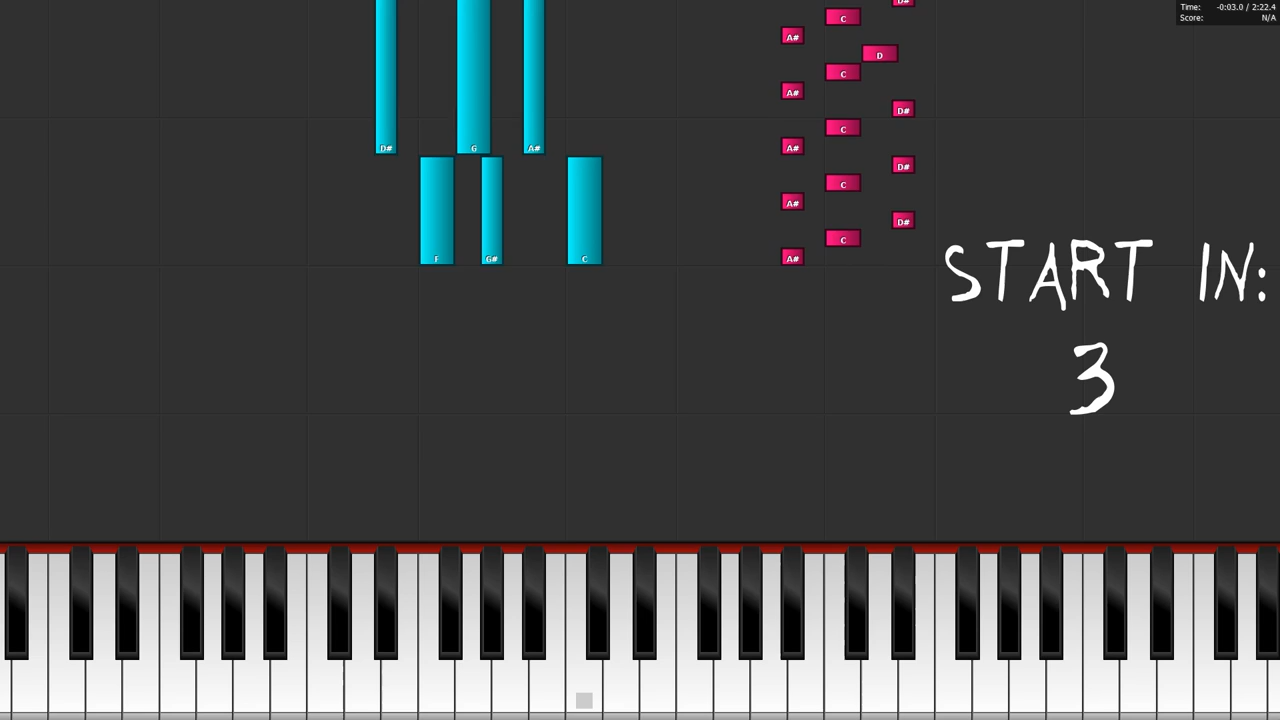 D#
C
Time: -0:03.0 / 2:22.4
Score: N/A
A#
D
C
A#
D#
C
D# G A# A#
D#
C
A#
D#
C
F G# C A#
START IN:
3